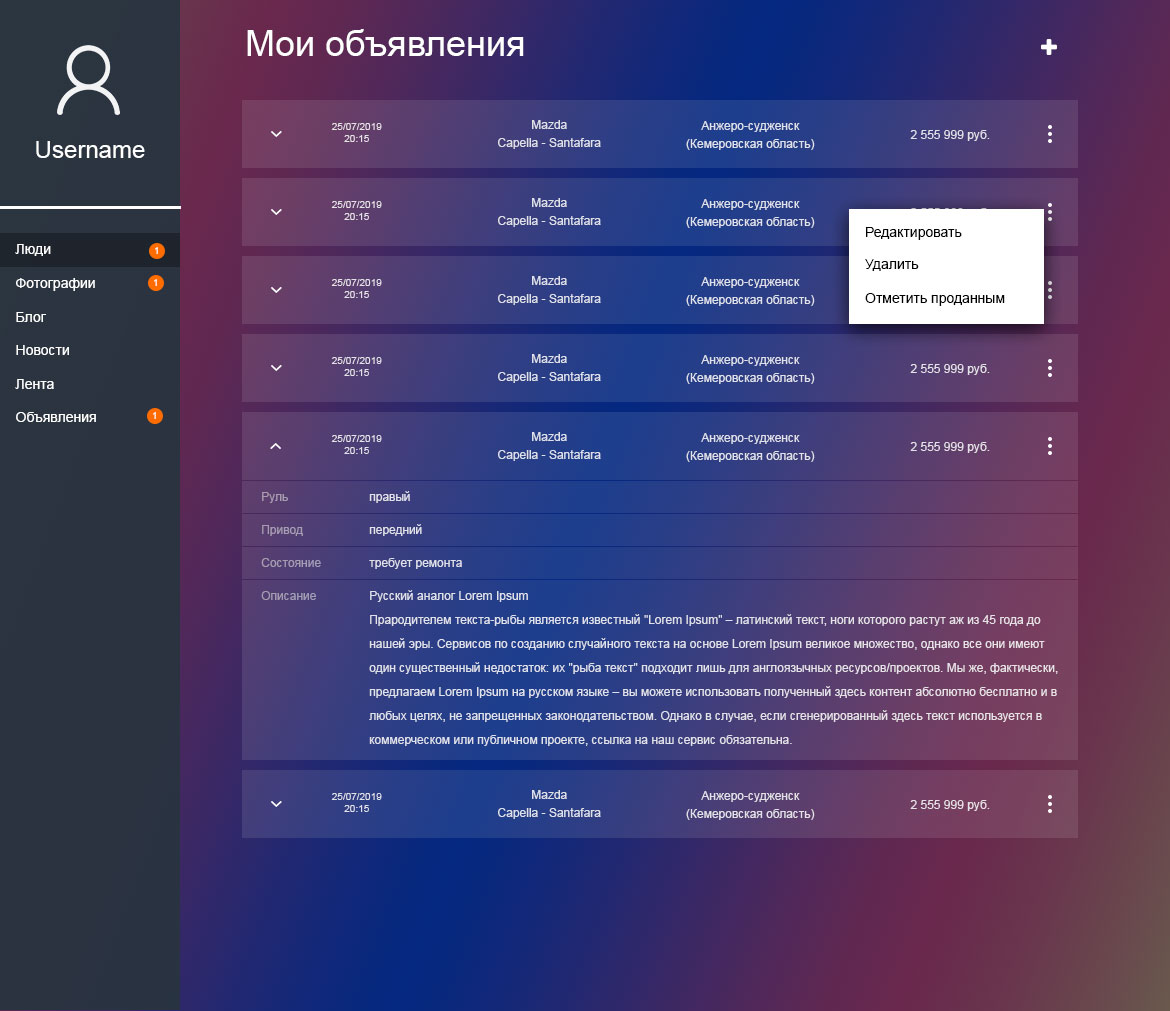 Username
Люди 1
Фотографии 1
Блог
Новости
Лента
Объявления 1
Мои объявления
25/07/2019
20:15
Mazda
Capella - Santafara
Анжеро-судженск
(Кемеровская область)
2 555 999 руб.
25/07/2019
20:15
Mazda
Capella - Santafara
Анжеро-судженск
(Кемеровская область)
Редактировать
Удалить
Отметить проданным
25/07/2019
20:15
Mazda
Capella - Santafara
Анжеро-судженск
(Кемеровская область)
25/07/2019
20:15
Mazda
Capella - Santafara
Анжеро-судженск
(Кемеровская область)
2 555 999 руб.
25/07/2019
20:15
Mazda
Capella - Santafara
Анжеро-судженск
(Кемеровская область)
2 555 999 руб.
Руль правый
Привод передний
Состояние требует ремонта
Описание Русский аналог Lorem Ipsum
Прародителем текста-рыбы является известный "Lorem Ipsum" – латинский текст, ноги которого растут аж из 45 года до
нашей эры. Сервисов по созданию случайного текста на основе Lorem Ipsum великое множество, однако все они имеют
один существенный недостаток: их "рыба текст" подходит лишь для англоязычных ресурсов/проектов. Мы же, фактически,
предлагаем Lorem Ipsum на русском языке – вы можете использовать полученный здесь контент абсолютно бесплатно и в
любых целях, не запрещенных законодательством. Однако в случае, если сгенерированный здесь текст используется в
коммерческом или публичном проекте, ссылка на наш сервис обязательна.
25/07/2019
20:15
Mazda
Capella - Santafara
Анжеро-судженск
(Кемеровская область)
2 555 999 руб.